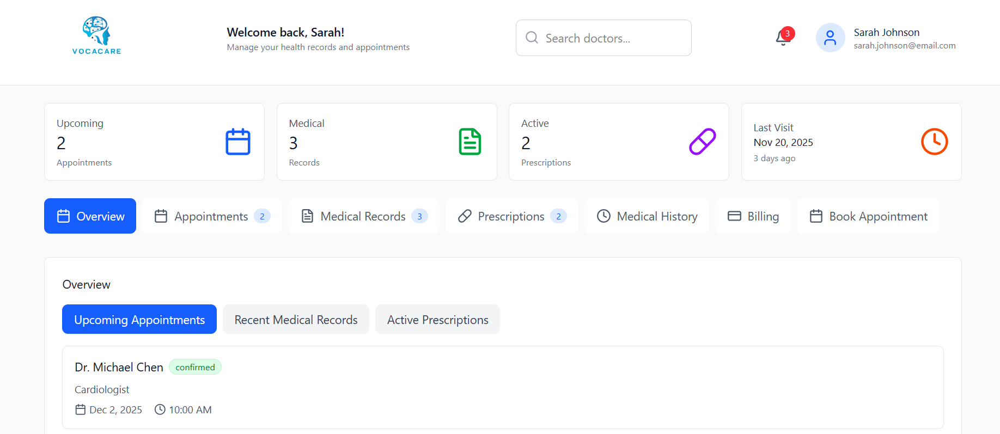 VOCACARE
Welcome back, Sarah!
Manage your health records and appointments
Search doctors...
3
Sarah Johnson
sarah.johnson@email.com
Upcoming
2
Appointments
Medical
3
Records
Active
2
Prescriptions
Last Visit
Nov 20, 2025
3 days ago
Overview
Appointments 2
Medical Records 3
Prescriptions 2
Medical History
Billing
Book Appointment
Overview
Upcoming Appointments
Recent Medical Records
Active Prescriptions
Dr. Michael Chen confirmed
Cardiologist
Dec 2, 2025 10:00 AM